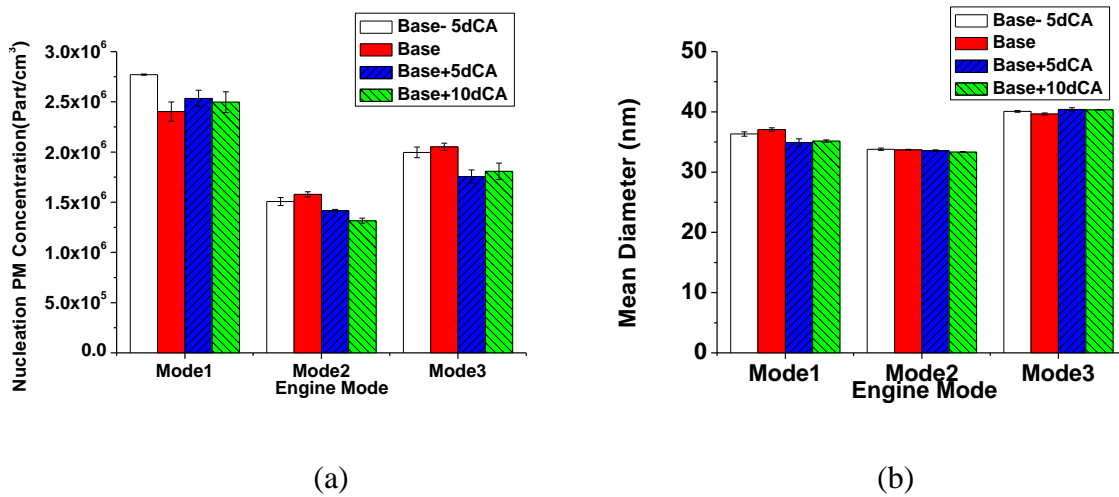 Base- 5dCA
Base
Base+5dCA
Base+10dCA
Nucleation PM Concentration(Part/cm³)
3.0x10⁶
2.5x10⁶
2.0x10⁶
1.5x10⁶
1.0x10⁶
5.0x10⁵
0.0
Mode1 Mode2 Mode3
Engine Mode
(a)
Base- 5dCA
Base
Base+5dCA
Base+10dCA
Mean Diameter (nm)
50
40
30
20
10
0
Mode1 Mode2 Mode3
Engine Mode
(b)